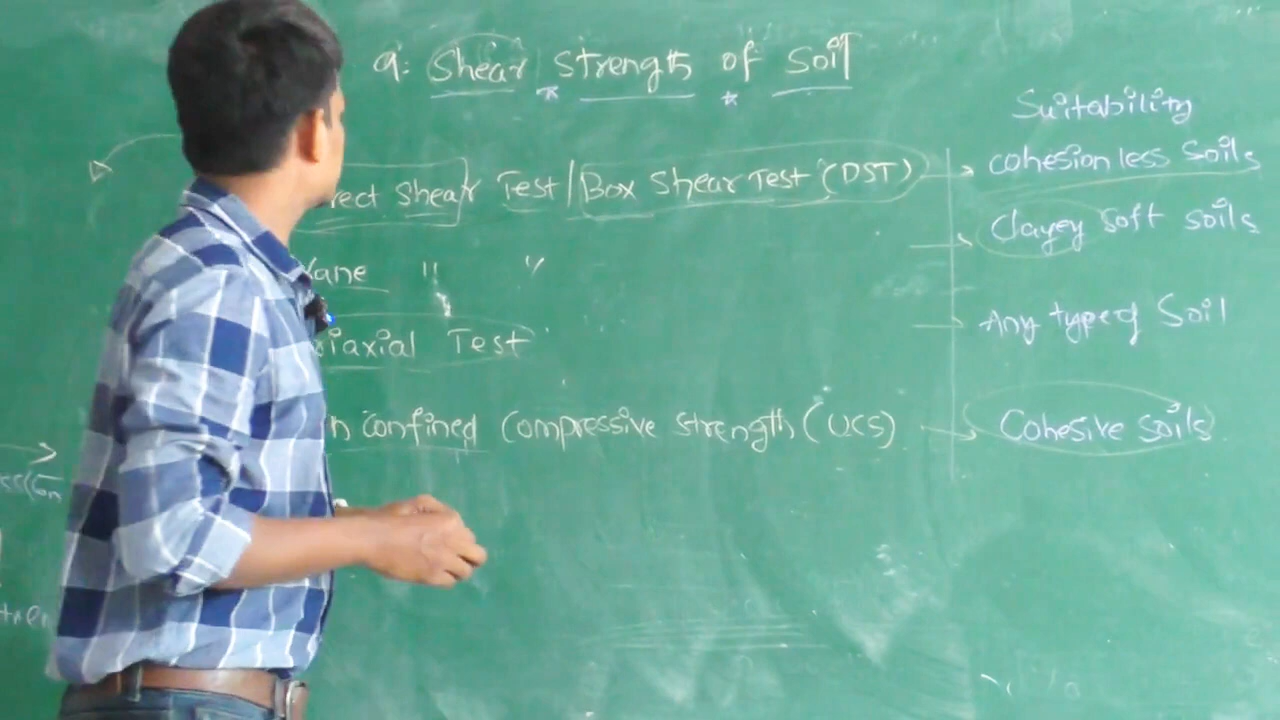 9: Shear Strength of Soil
Suitability
rect Shear Test / Box Shear Test (DST) → cohesionless Soils
Vane " " → Clayey Soft Soils
iaxial Test → Any type of Soil
n confined Compressive Strength (UCS) → Cohesive Soils